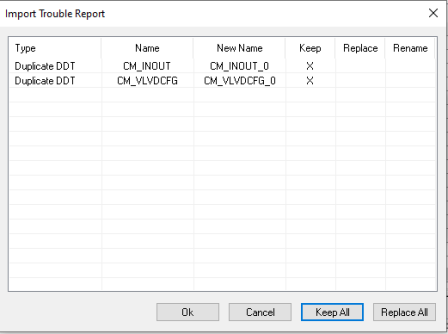 Import Trouble Report
Type Name New Name Keep Replace Rename
Duplicate DDT CM_INOUT CM_INOUT_0 X
Duplicate DDT CM_VLVDCFG CM_VLVDCFG_0 X
Ok Cancel Keep All Replace All